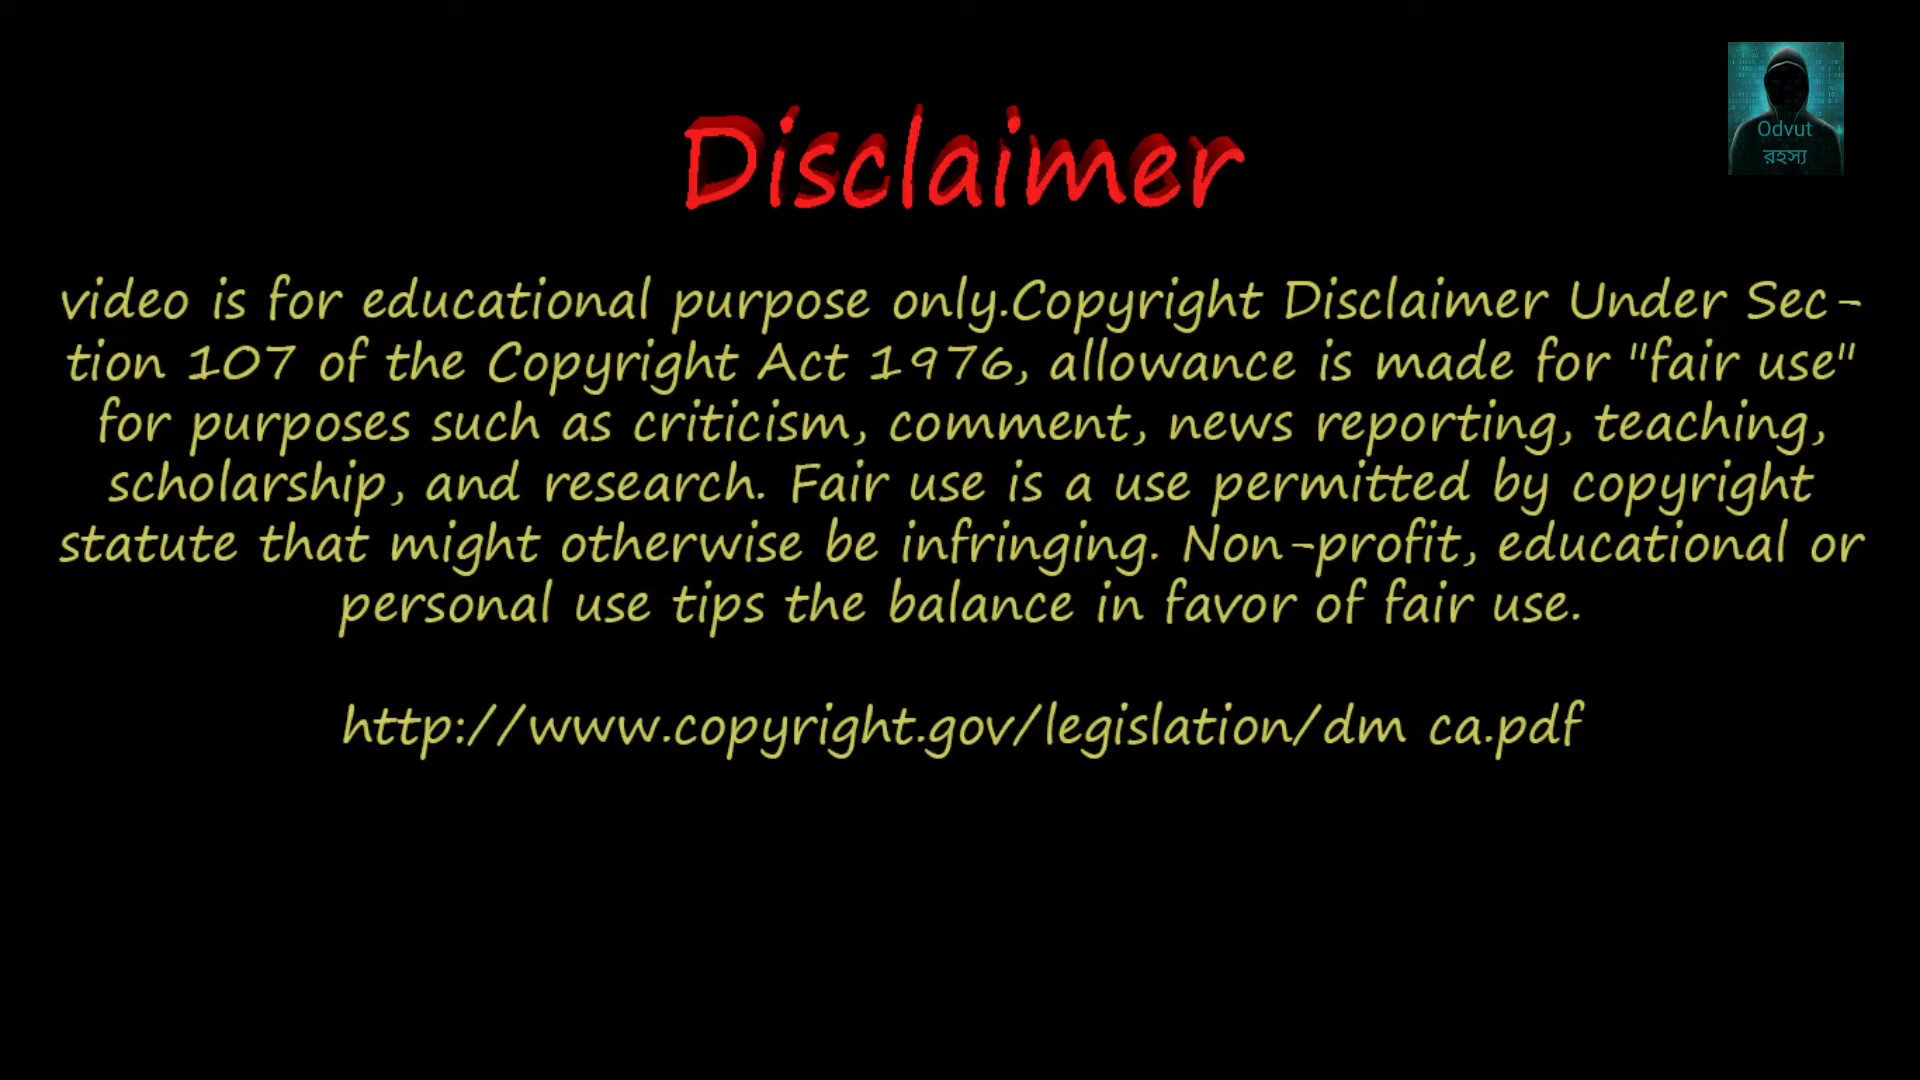 Odvut
রহস্য
Disclaimer
video is for educational purpose only.Copyright Disclaimer Under Sec-
tion 107 of the Copyright Act 1976, allowance is made for "fair use"
for purposes such as criticism, comment, news reporting, teaching,
scholarship, and research. Fair use is a use permitted by copyright
statute that might otherwise be infringing. Non-profit, educational or
personal use tips the balance in favor of fair use.
http://www.copyright.gov/legislation/dm ca.pdf